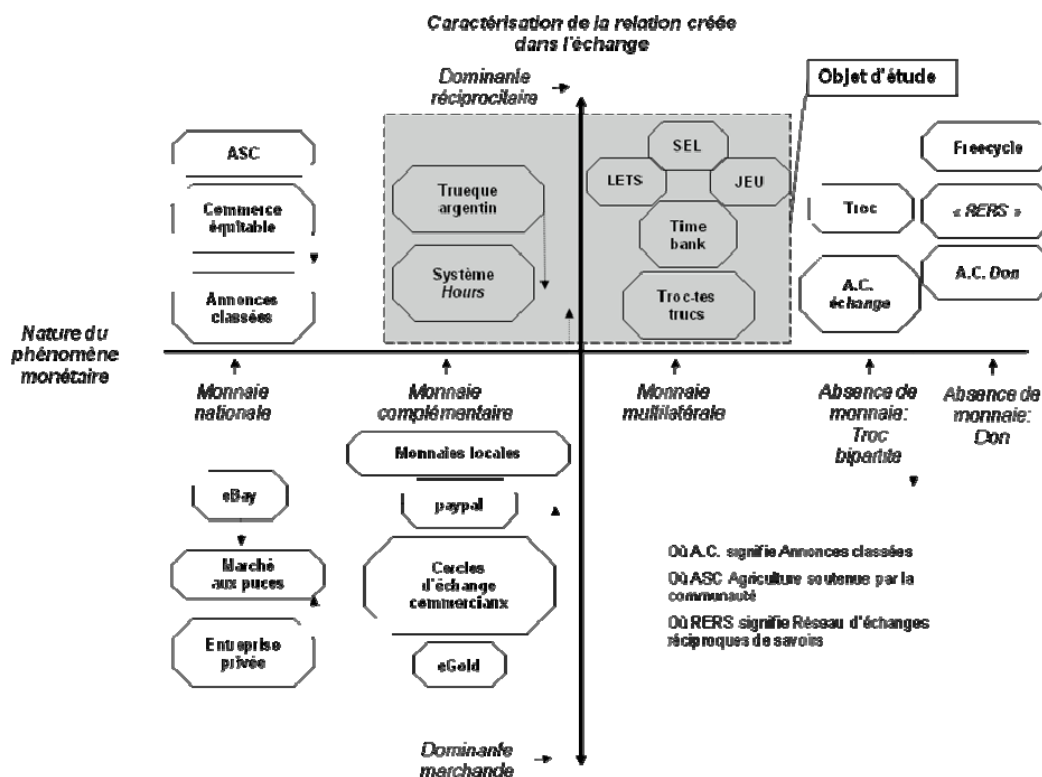 Caractérisation de la relation créée
dans l'échange
Dominante
réciprocitaire
Objet d'étude
ASC
Commerce
équitable
Annonces
classées
Trueque
argentin
Système
Hours
SEL
LETS
JEU
Time
bank
Troc-tes
trucs
Troc
A.C.
échange
Freecycle
« RERS »
A.C. Don
Nature du
phénomène
monétaire
Monnaie
nationale
Monnaie
complémentaire
Monnaie
multilatérale
Absence de
monnaie:
Troc
bipartite
Absence de
monnaie:
Don
eBay
Marché
aux puces
Entreprise
privée
Monnaies locales
paypal
Cercles
d'échange
commerciaux
eGold
Où A.C. signifie Annonces classées
Où ASC Agriculture soutenue par la
communauté
Où RERS signifie Réseau d'échanges
réciproques de savoirs
Dominante
marchande